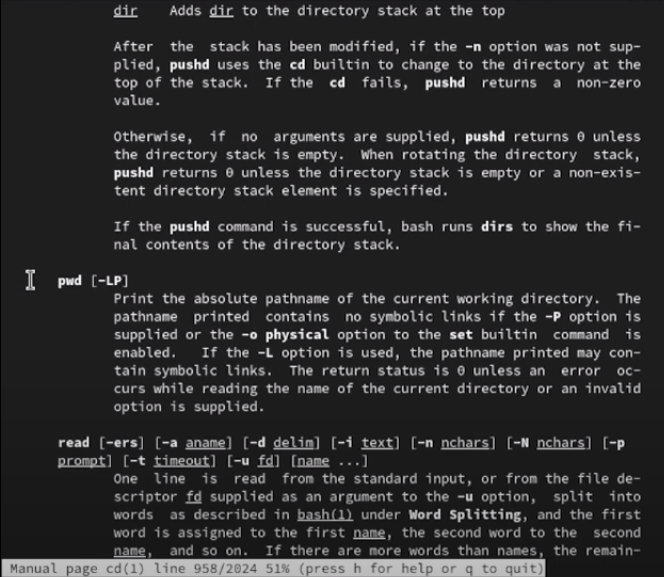 dir    Adds dir to the directory stack at the top
After the stack has been modified, if the -n option was not sup-
plied, pushd uses the cd builtin to change to the directory at the
top of the stack. If the cd fails, pushd returns a non-zero
value.
Otherwise, if no arguments are supplied, pushd returns 0 unless
the directory stack is empty. When rotating the directory stack,
pushd returns 0 unless the directory stack is empty or a non-exis-
tent directory stack element is specified.
If the pushd command is successful, bash runs dirs to show the fi-
nal contents of the directory stack.
pwd [-LP]
Print the absolute pathname of the current working directory. The
pathname printed contains no symbolic links if the -P option is
supplied or the -o physical option to the set builtin command is
enabled. If the -L option is used, the pathname printed may con-
tain symbolic links. The return status is 0 unless an error oc-
curs while reading the name of the current directory or an invalid
option is supplied.
read [-ers] [-a aname] [-d delim] [-i text] [-n nchars] [-N nchars] [-p
prompt] [-t timeout] [-u fd] [name ...]
One line is read from the standard input, or from the file de-
scriptor fd supplied as an argument to the -u option, split into
words as described in bash(1) under Word Splitting, and the first
word is assigned to the first name, the second word to the second
name, and so on. If there are more words than names, the remain-
Manual page cd(1) line 958/2024 51% (press h for help or q to quit)